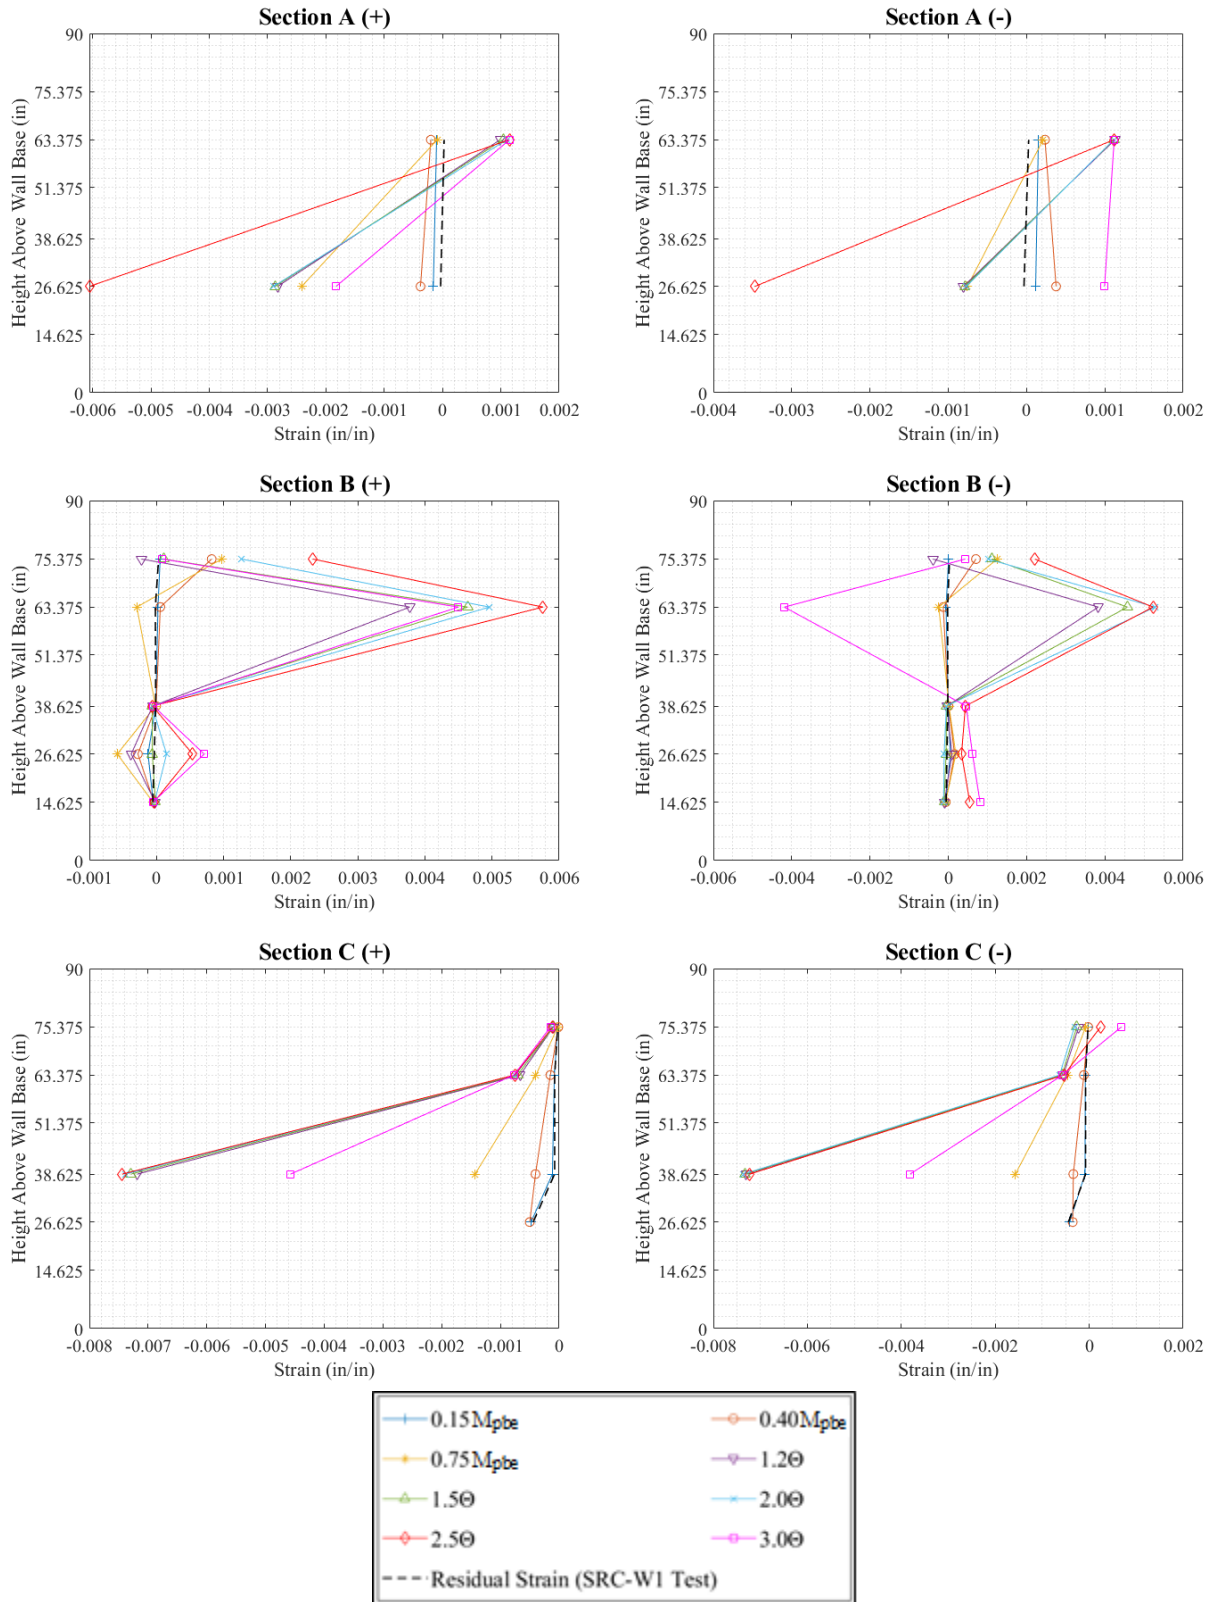 Section A (+)
Height Above Wall Base (in)
90
75.375
63.375
51.375
38.625
26.625
14.625
0
-0.006 -0.005 -0.004 -0.003 -0.002 -0.001 0 0.001 0.002
Strain (in/in)
Section A (-)
Height Above Wall Base (in)
90
75.375
63.375
51.375
38.625
26.625
14.625
0
-0.004 -0.002 -0.001 0 0.001 0.002
Strain (in/in)
Section B (+)
Height Above Wall Base (in)
90
75.375
63.375
51.375
38.625
26.625
14.625
0
-0.001 0 0.001 0.002 0.003 0.004 0.005 0.006
Strain (in/in)
Section B (-)
Height Above Wall Base (in)
90
75.375
63.375
51.375
38.625
26.625
14.625
0
-0.006 -0.004 -0.002 0 0.002 0.004 0.006
Strain (in/in)
Section C (+)
Height Above Wall Base (in)
90
75.375
63.375
51.375
38.625
26.625
14.625
0
-0.008 -0.007 -0.006 -0.005 -0.004 -0.003 -0.002 -0.001 0
Strain (in/in)
Section C (-)
Height Above Wall Base (in)
90
75.375
63.375
51.375
38.625
26.625
14.625
0
-0.008 -0.006 -0.004 -0.002 0 0.002
Strain (in/in)
0.15Mpbe 0.40Mpbe
0.75Mpbe 1.2Θ
1.5Θ 2.0Θ
2.5Θ 3.0Θ
Residual Strain (SRC-W1 Test)